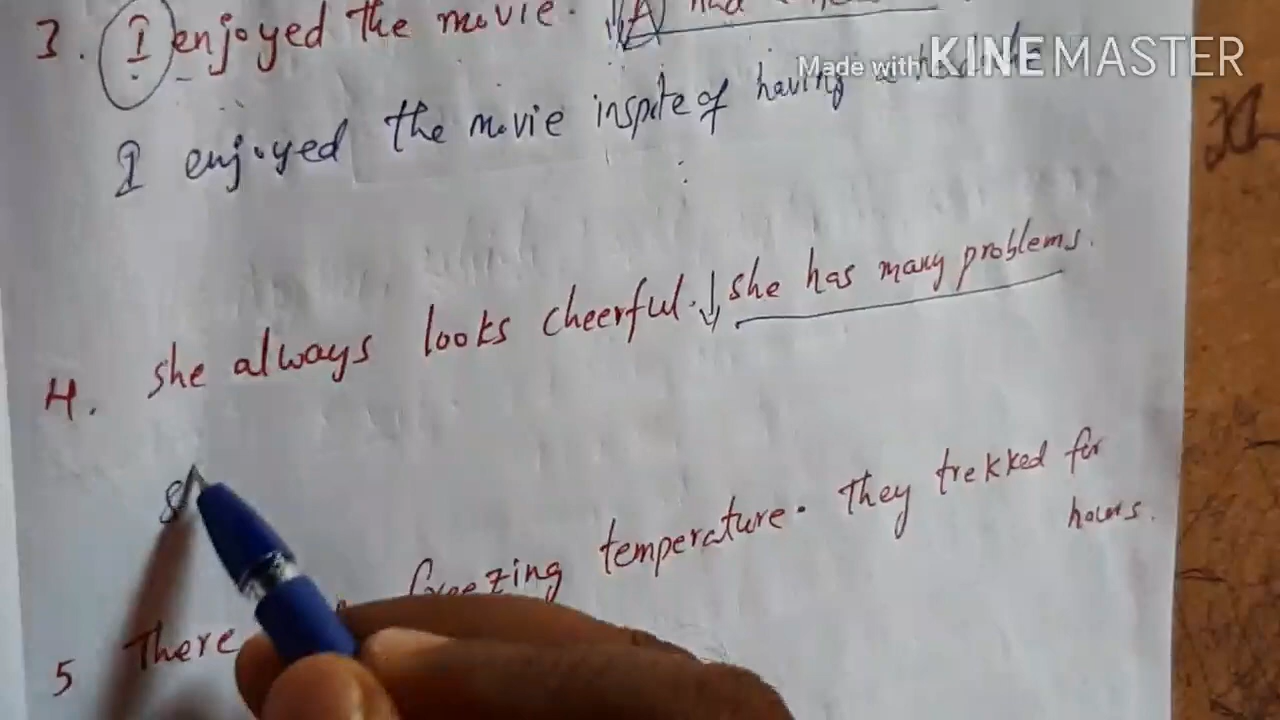 3. I enjoyed the movie.
Made with KINEMASTER
I enjoyed the movie inspite of having a
4. she always looks cheerful. she has many problems.
S
5 There freezing temperature. They trekked for
hours.